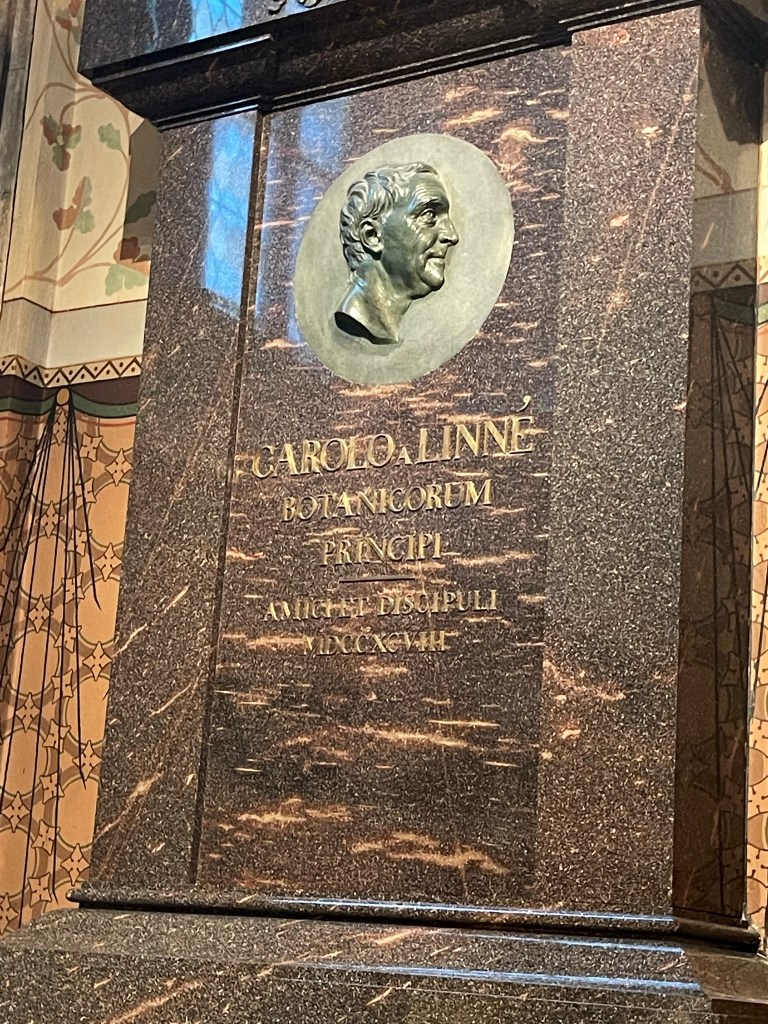 CAROLO A LINNÉ
BOTANICORUM
PRINCIPI
AMICI ET DISCIPULI
MDCCXCVIII